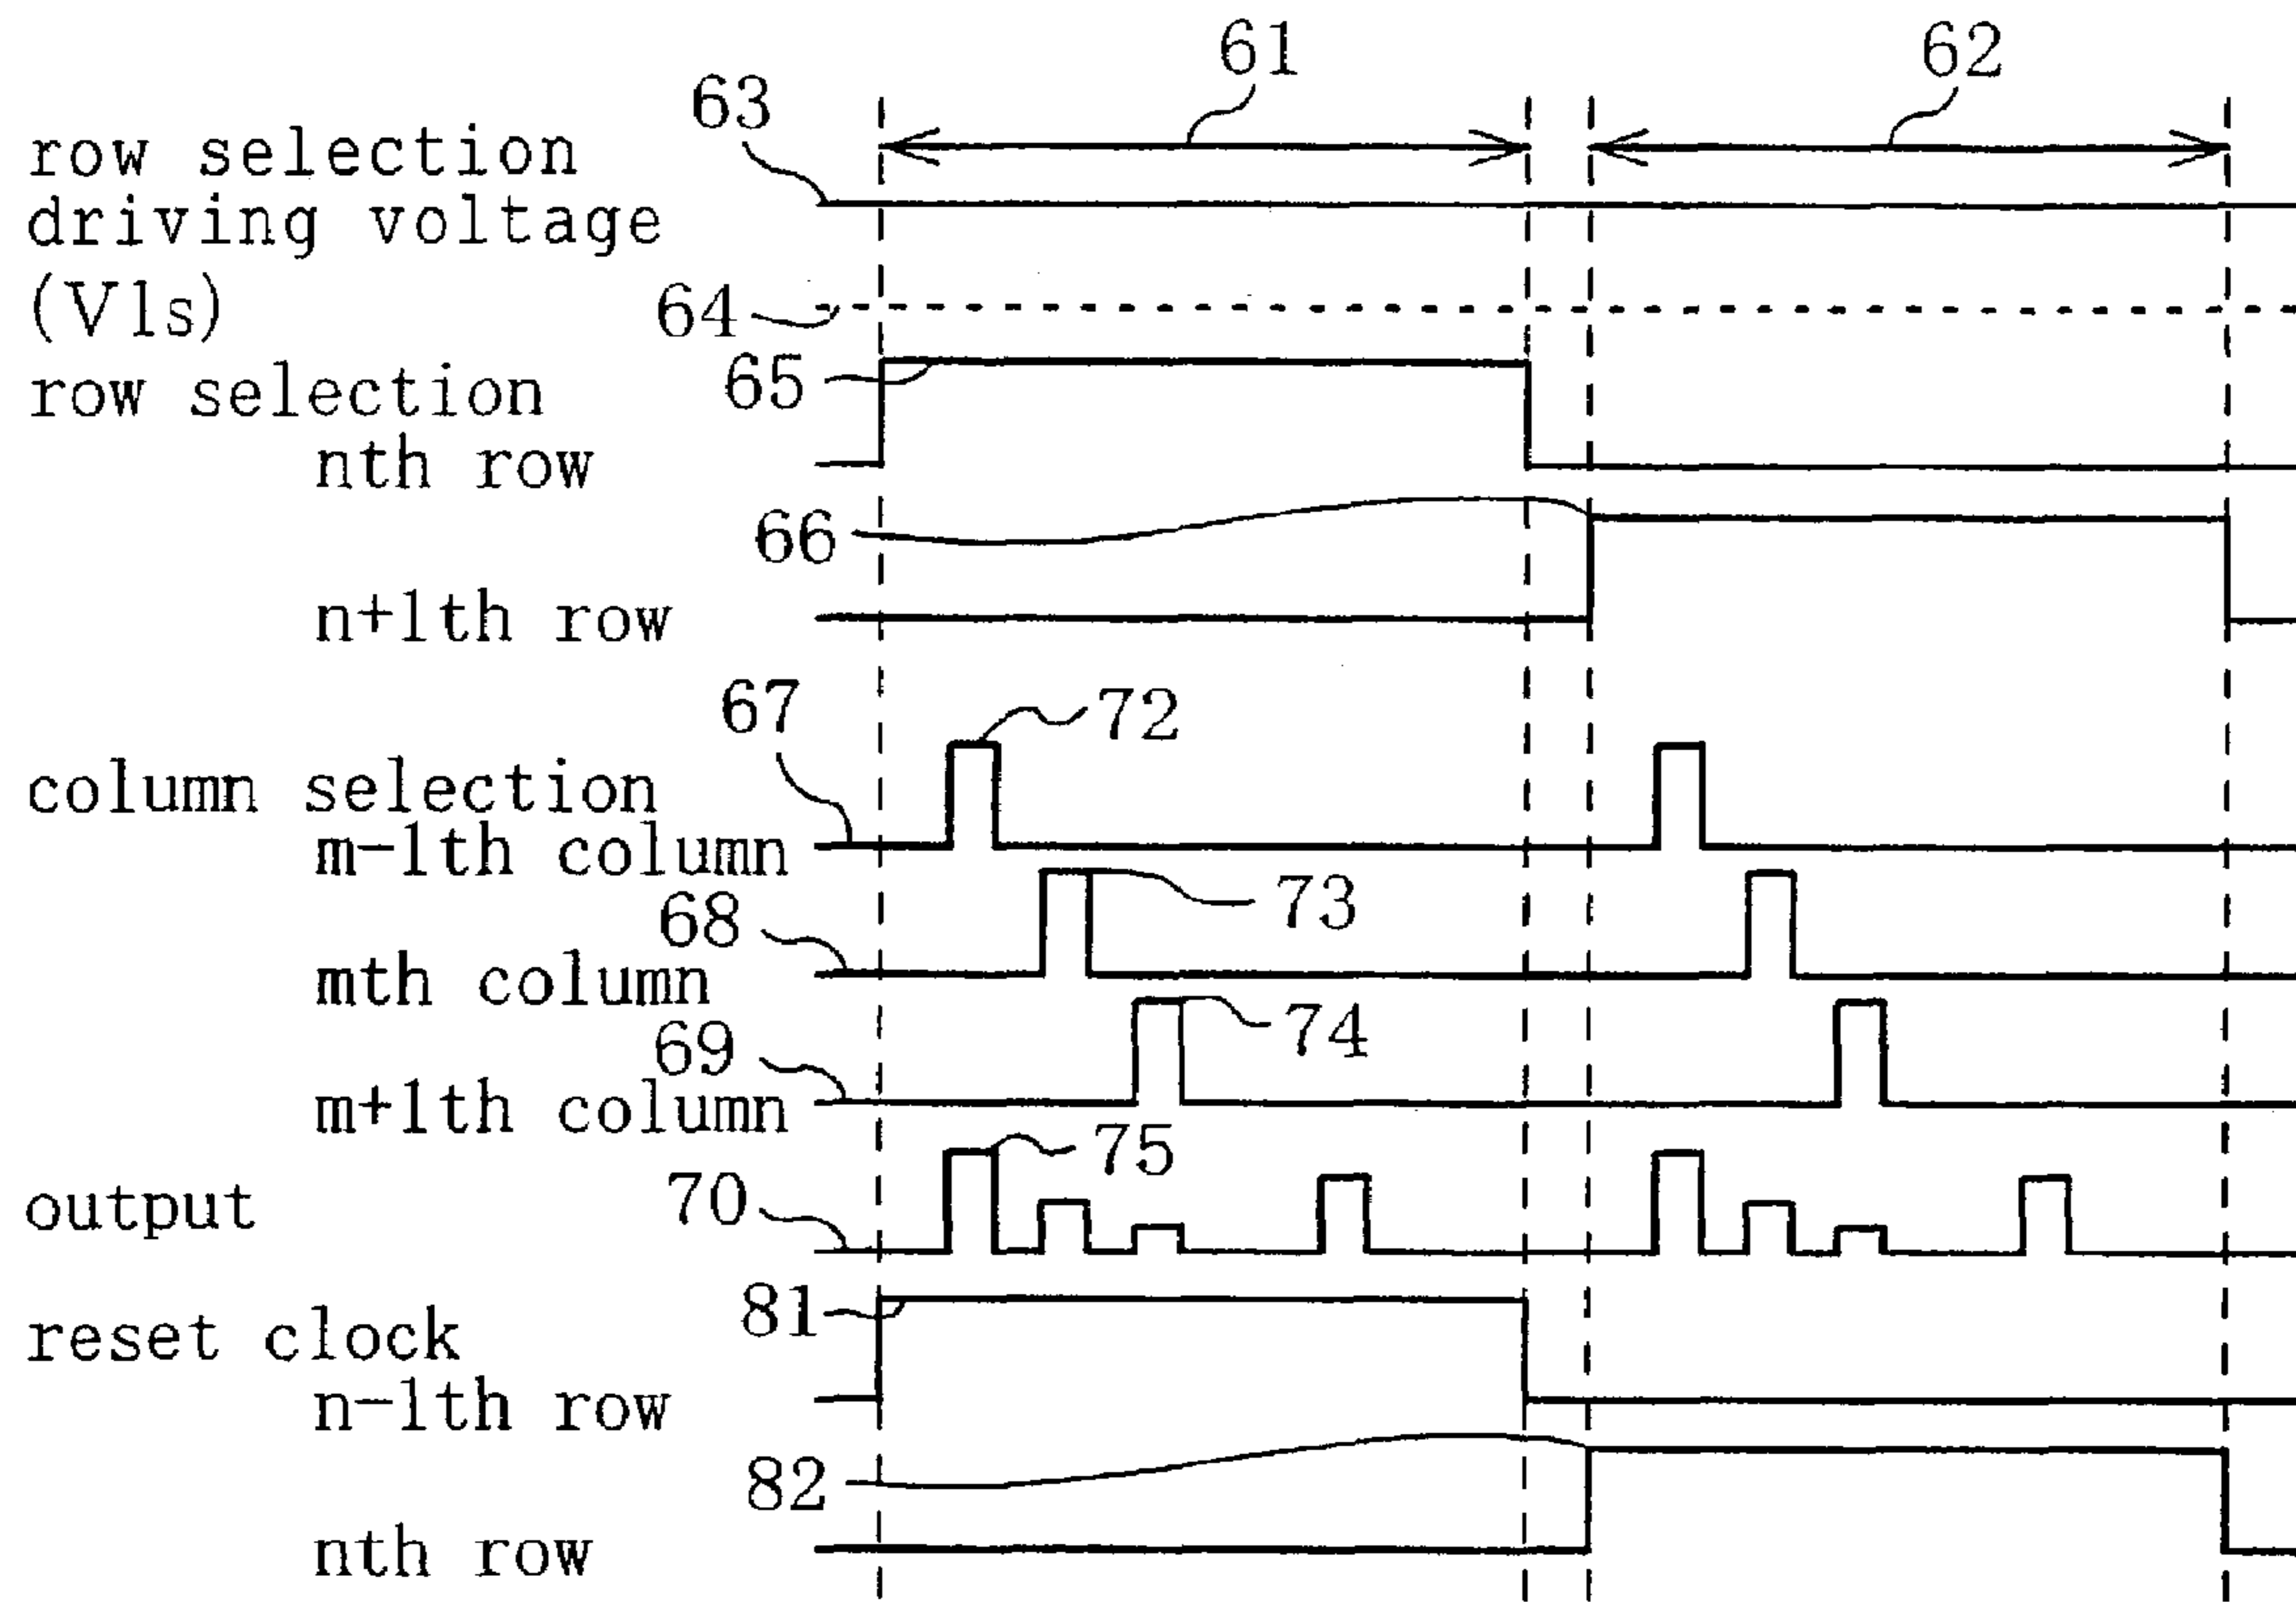 61
62
63
row selection
driving voltage
(V1s)
64
row selection
65
nth row
66
n+1th row
67
72
column selection
m-1th column
73
68
mth column
74
69
m+1th column
75
70
output
81
reset clock
n-1th row
82
nth row